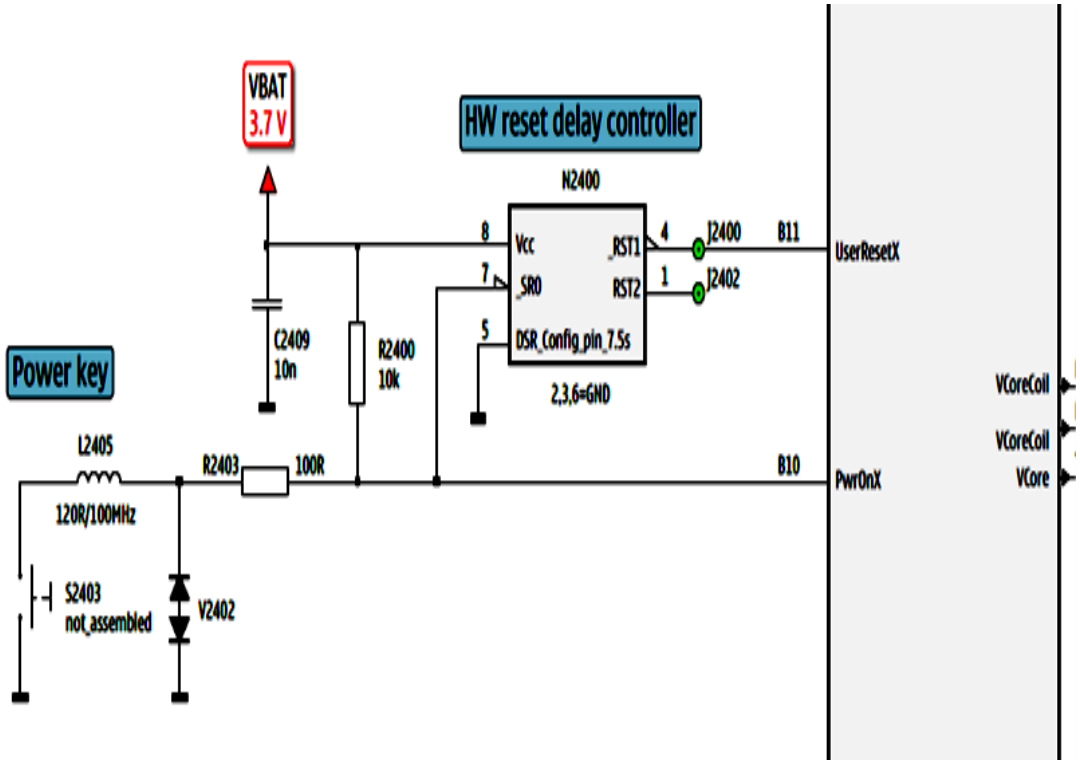 VBAT
3.7 V
HW reset delay controller
N2400
8
Vcc
_RST1
4
J2400
B11
UserResetX
7
_SR0
RST2
1
J2402
5
DSR_Config_pin_7.5s
2,3,6=GND
C2409
10n
R2400
10k
Power key
L2405
120R/100MHz
R2403
100R
B10
PwrOnX
VCoreCoil
VCoreCoil
VCore
S2403
not_assembled
V2402